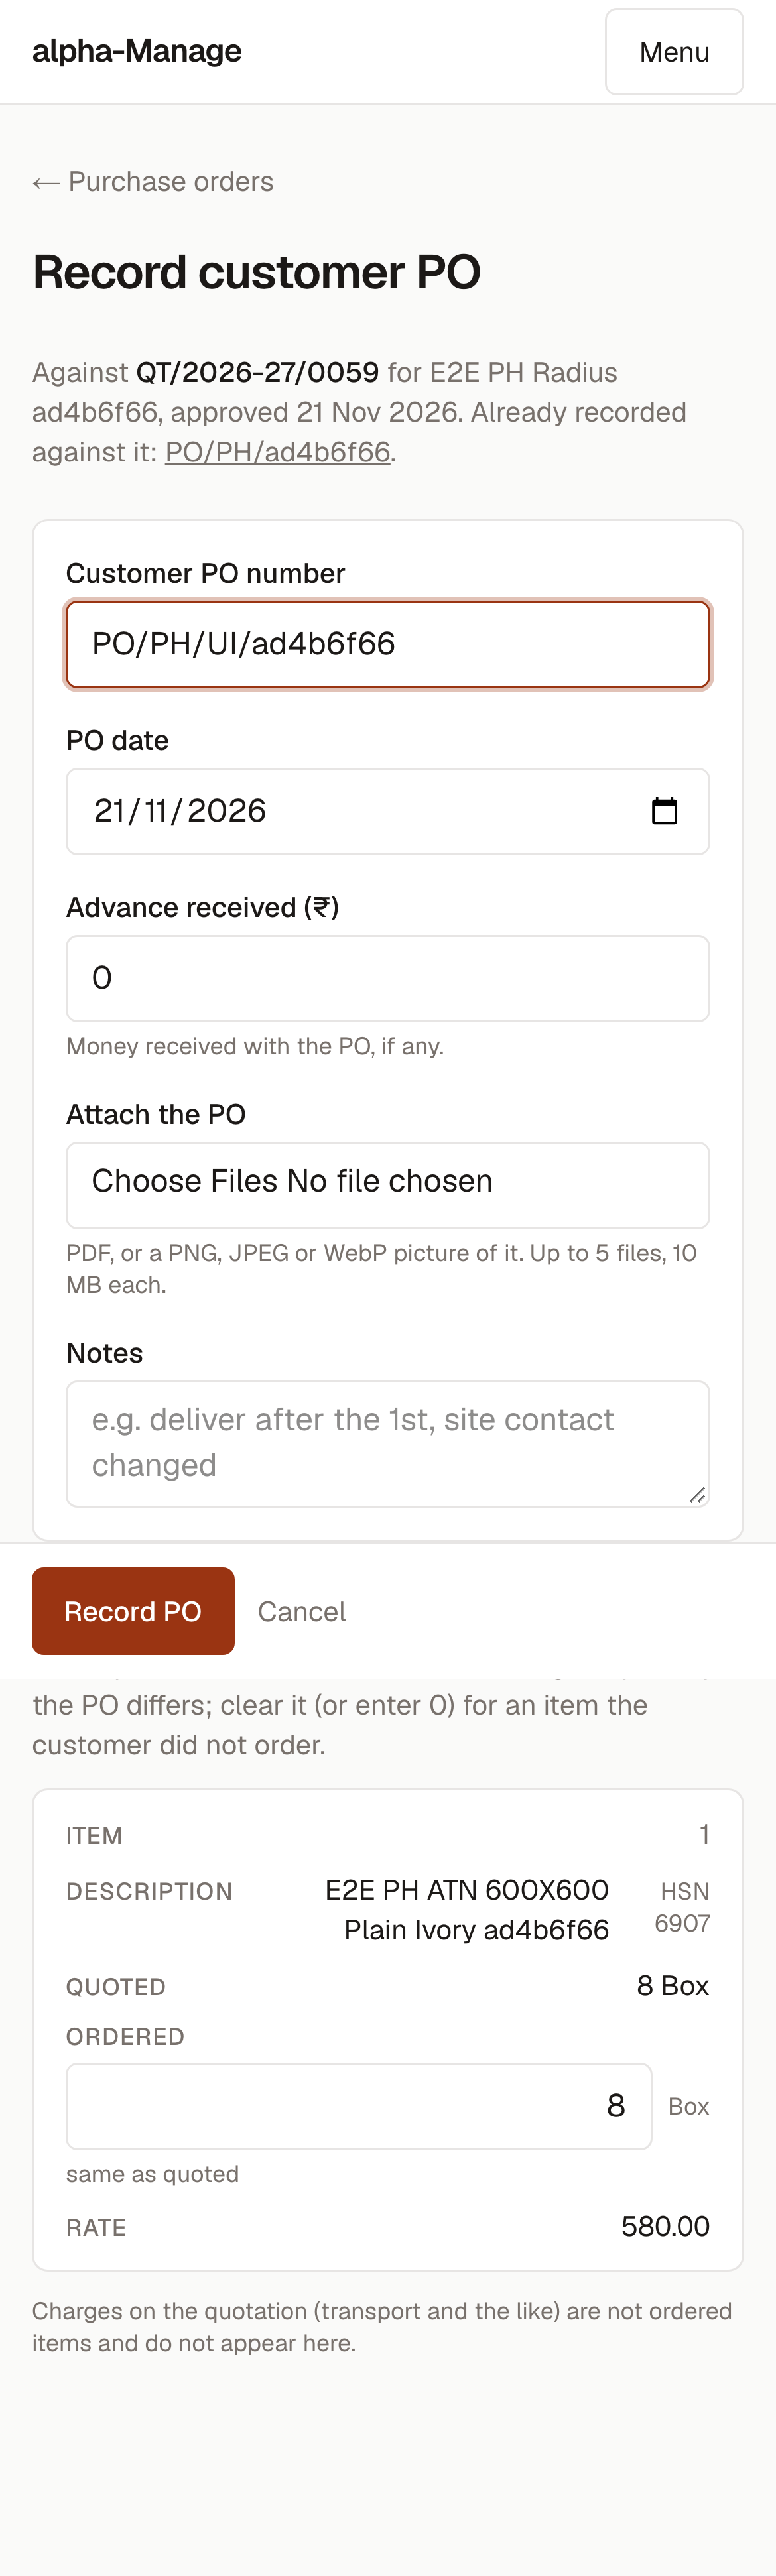 alpha-Manage
Menu
← Purchase orders
Record customer PO
Against QT/2026-27/0059 for E2E PH Radius
ad4b6f66, approved 21 Nov 2026. Already recorded
against it: PO/PH/ad4b6f66.
Customer PO number
PO/PH/UI/ad4b6f66
PO date
21/11/2026
Advance received (₹)
0
Money received with the PO, if any.
Attach the PO
Choose Files No file chosen
PDF, or a PNG, JPEG or WebP picture of it. Up to 5 files, 10
MB each.
Notes
e.g. deliver after the 1st, site contact
changed
Record PO Cancel
the PO differs; clear it (or enter 0) for an item the
customer did not order.
ITEM 1
DESCRIPTION E2E PH ATN 600X600 HSN
Plain Ivory ad4b6f66 6907
QUOTED 8 Box
ORDERED
8 Box
same as quoted
RATE 580.00
Charges on the quotation (transport and the like) are not ordered
items and do not appear here.